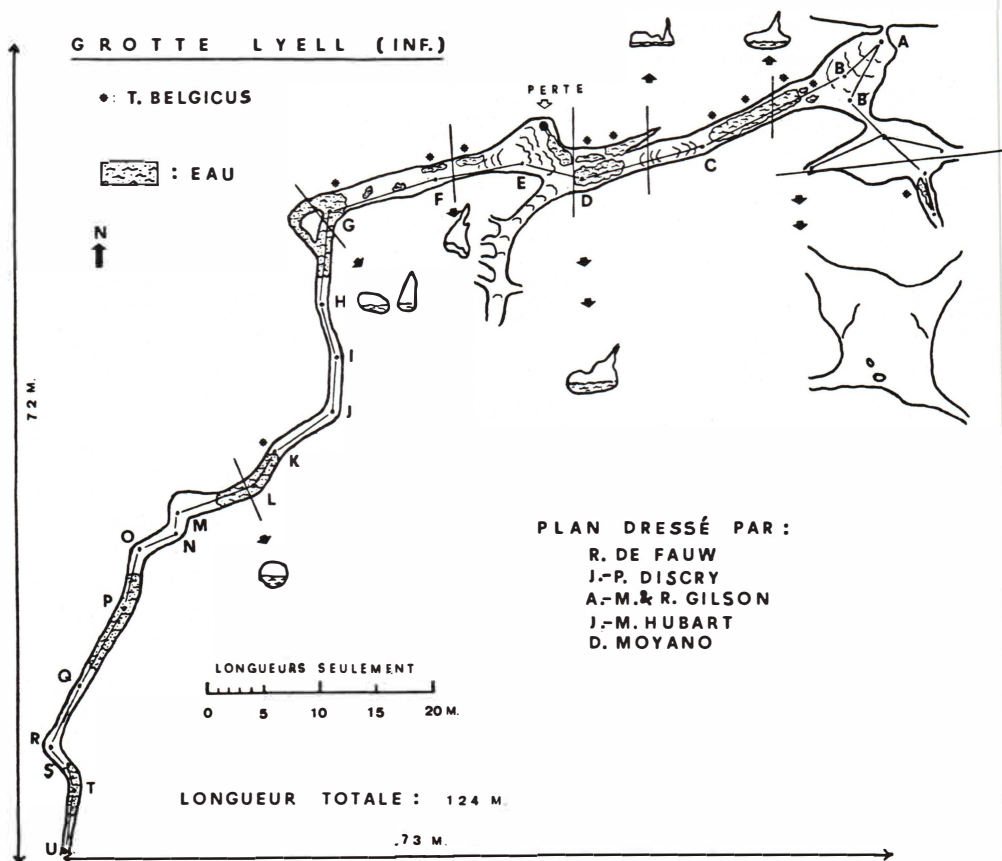 GROTTE LYELL (INF.)
: T. BELGICUS
: EAU
N
PERTE
A
B
B'
C
D
E
F
G
H
I
J
K
L
M
N
O
P
Q
R
S
T
U
72 M.
PLAN DRESSÉ PAR :
R. DE FAUW
J.-P. DISCRY
A.-M. & R. GILSON
J.-M. HUBART
D. MOYANO
LONGUEURS SEULEMENT
0 5 10 15 20 M.
LONGUEUR TOTALE : 124 M.
73 M.